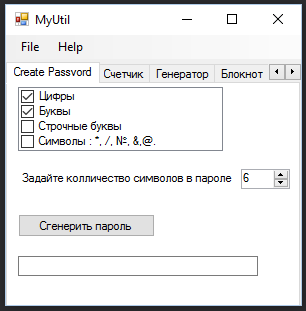 MyUtil
File Help
Create Passvord Счетчик Генератор Блокнот
Цифры
Буквы
Строчные буквы
Символы : *, /, №, &,@.
Задайте колличество символов в пароле 6
Сгенерить пароль